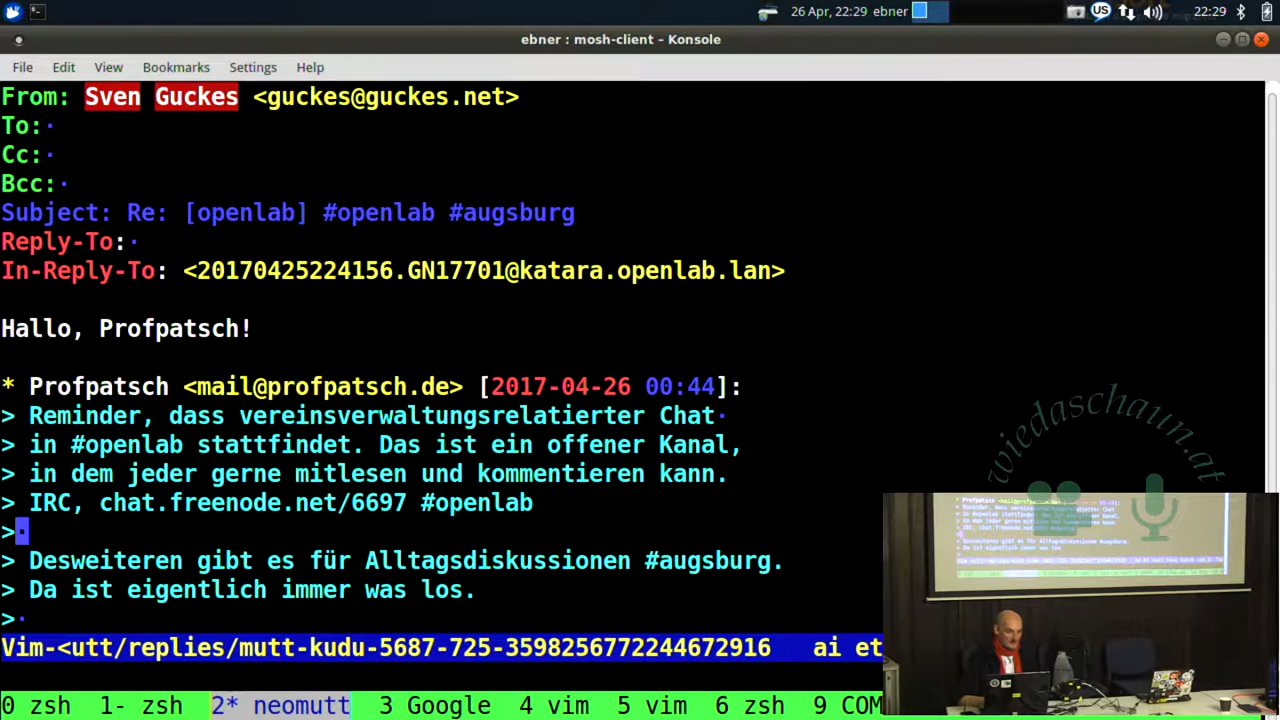 26 Apr, 22:29 ebner US 22:29
ebner : mosh-client – Konsole
File Edit View Bookmarks Settings Help
From: Sven Guckes <guckes@guckes.net>
To:
Cc:
Bcc:
Subject: Re: [openlab] #openlab #augsburg
Reply-To:
In-Reply-To: <20170425224156.GN17701@katara.openlab.lan>
Hallo, Profpatsch!
* Profpatsch <mail@profpatsch.de> [2017-04-26 00:44]:
> Reminder, dass vereinsverwaltungsrelatierter Chat
> in #openlab stattfindet. Das ist ein offener Kanal,
> in dem jeder gerne mitlesen und kommentieren kann.
> IRC, chat.freenode.net/6697 #openlab
>
> Desweiteren gibt es für Alltagsdiskussionen #augsburg.
> Da ist eigentlich immer was los.
>
Vim-<utt/replies/mutt-kudu-5687-725-3598256772244672916 ai et
0 zsh 1- zsh 2* neomutt 3 Google 4 vim 5 vim 6 zsh 9 COM
wiedaschaun.at